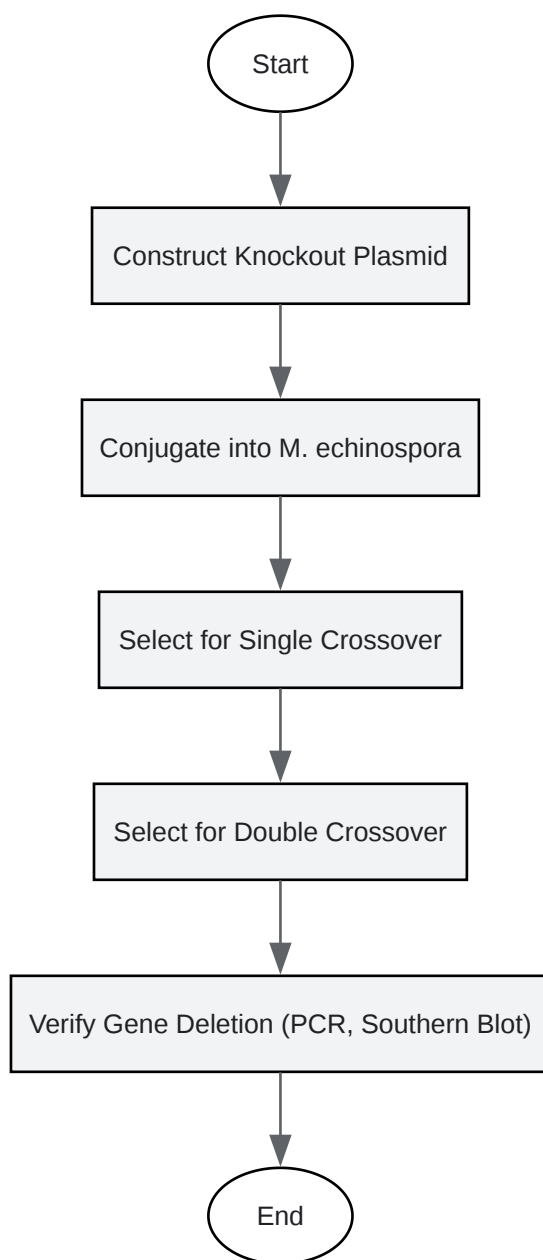 Start
Construct Knockout Plasmid
Conjugate into M. echinospora
Select for Single Crossover
Select for Double Crossover
Verify Gene Deletion (PCR, Southern Blot)
End